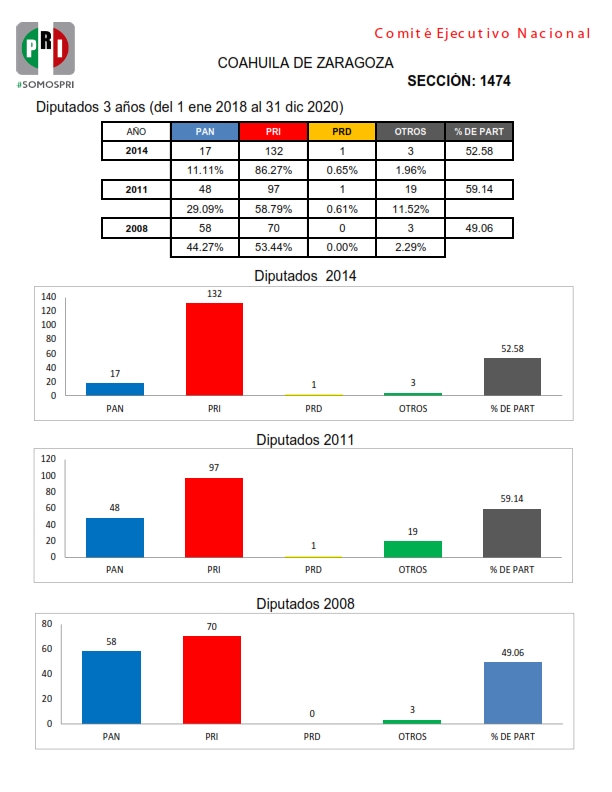 Comité Ejecutivo Nacional
PRI
#SOMOSPRI
COAHUILA DE ZARAGOZA
SECCIÓN: 1474
Diputados 3 años (del 1 ene 2018 al 31 dic 2020)
AÑO PAN PRI PRD OTROS % DE PART
2014 17 132 1 3 52.58
11.11% 86.27% 0.65% 1.96%
2011 48 97 1 19 59.14
29.09% 58.79% 0.61% 11.52%
2008 58 70 0 3 49.06
44.27% 53.44% 0.00% 2.29%
Diputados 2014
140
120
100
80
60
40
20
0
17 132 1 3 52.58
PAN PRI PRD OTROS % DE PART
Diputados 2011
120
100
80
60
40
20
0
48 97 1 19 59.14
PAN PRI PRD OTROS % DE PART
Diputados 2008
80
60
40
20
0
58 70 0 3 49.06
PAN PRI PRD OTROS % DE PART